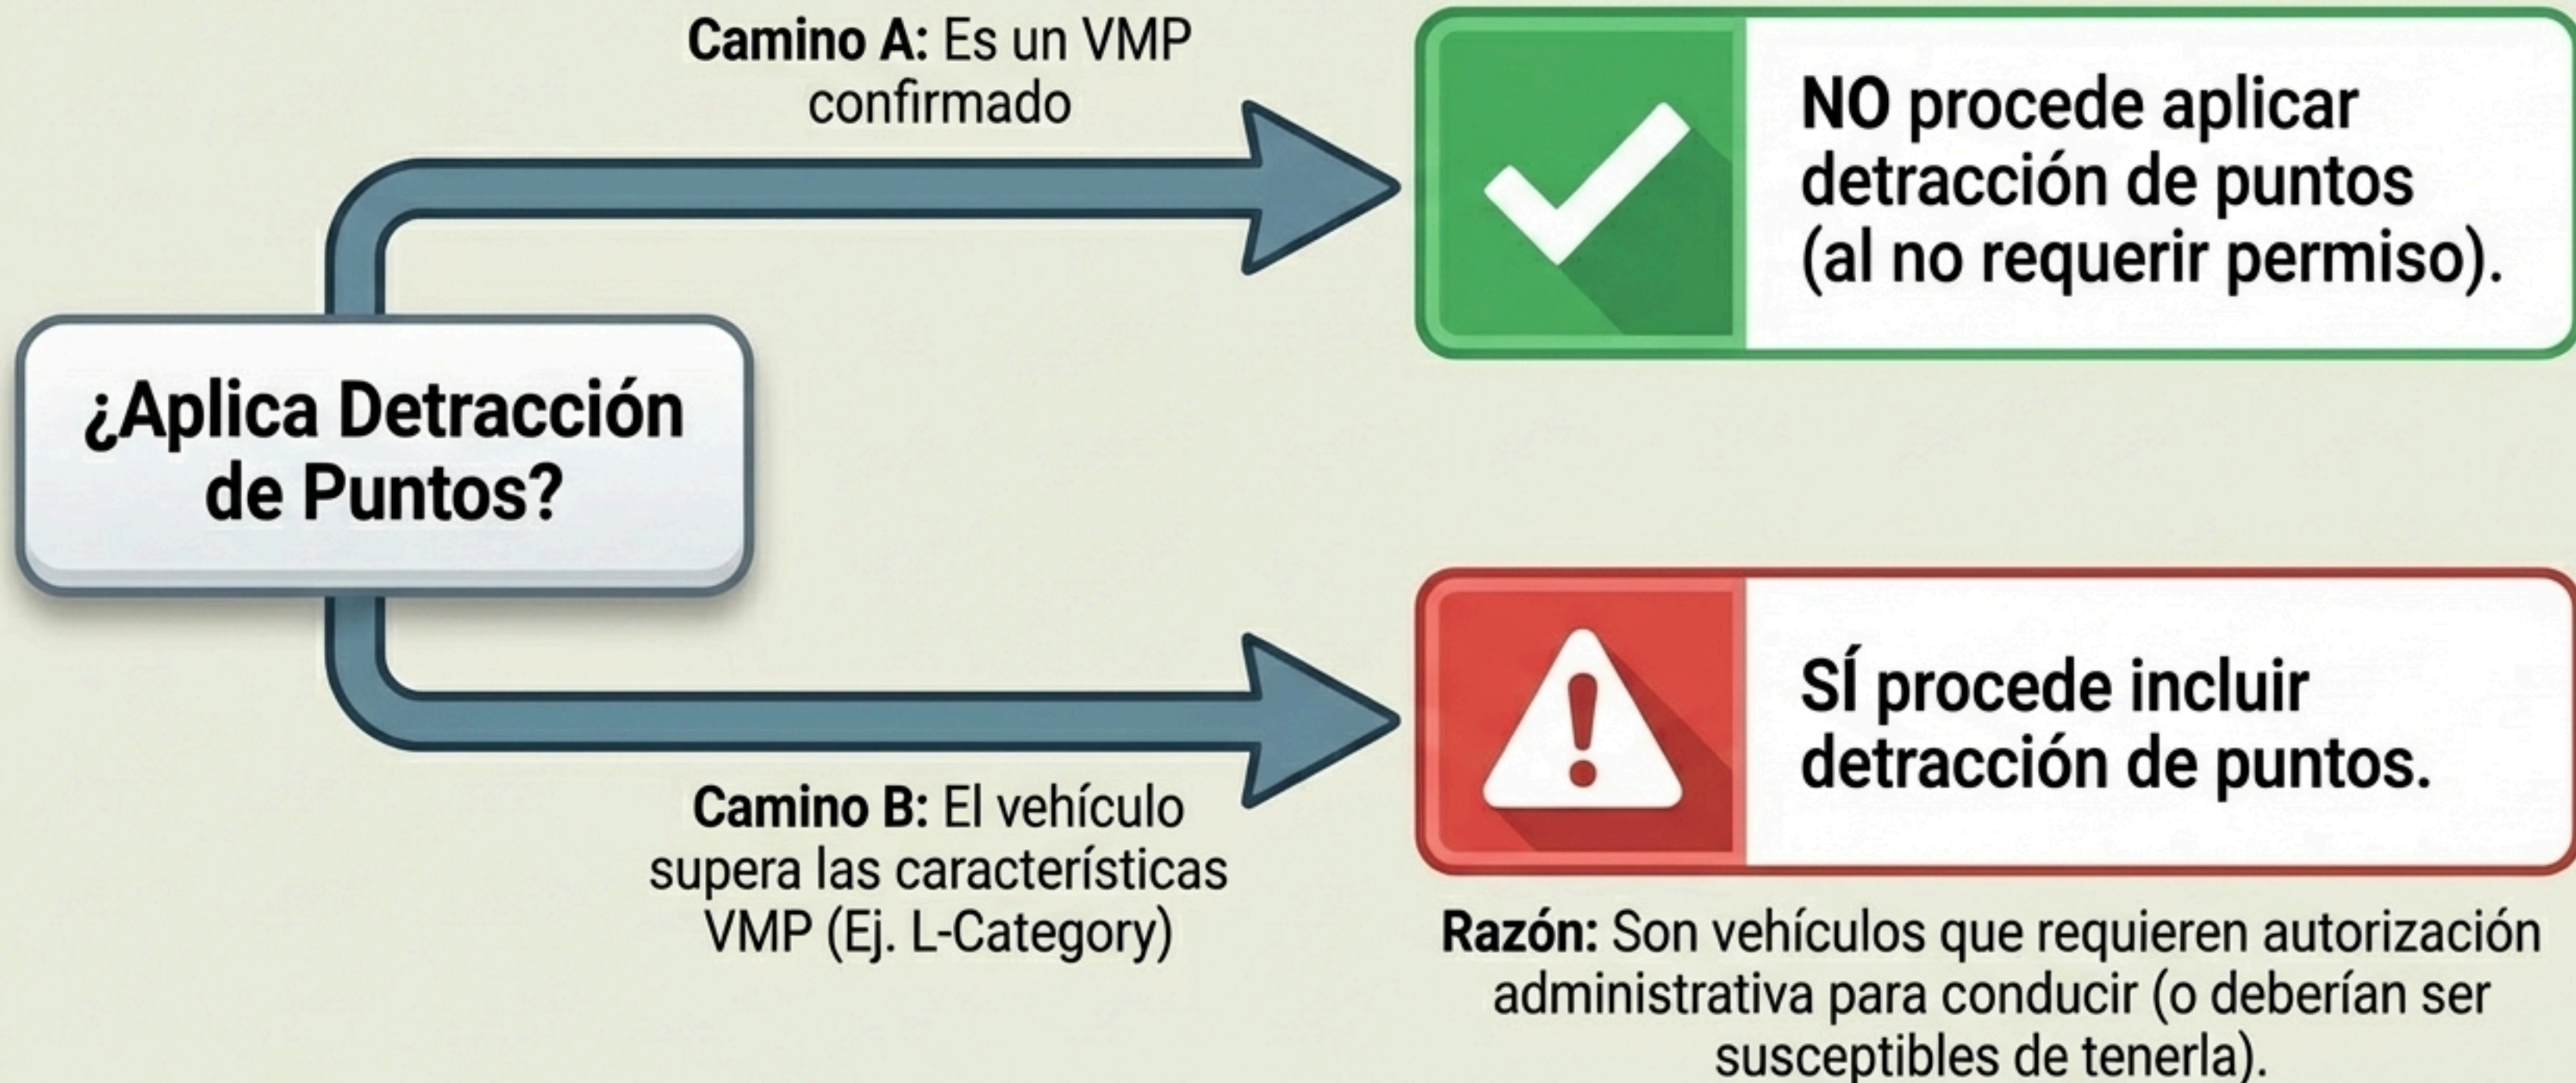 Camino A: Es un VMP
confirmado
NO procede aplicar
detracción de puntos
(al no requerir permiso).
¿Aplica Detracción
de Puntos?
Camino B: El vehículo
supera las características
VMP (Ej. L-Category)
SÍ procede incluir
detracción de puntos.
Razón: Son vehículos que requieren autorización
administrativa para conducir (o deberían ser
susceptibles de tenerla).